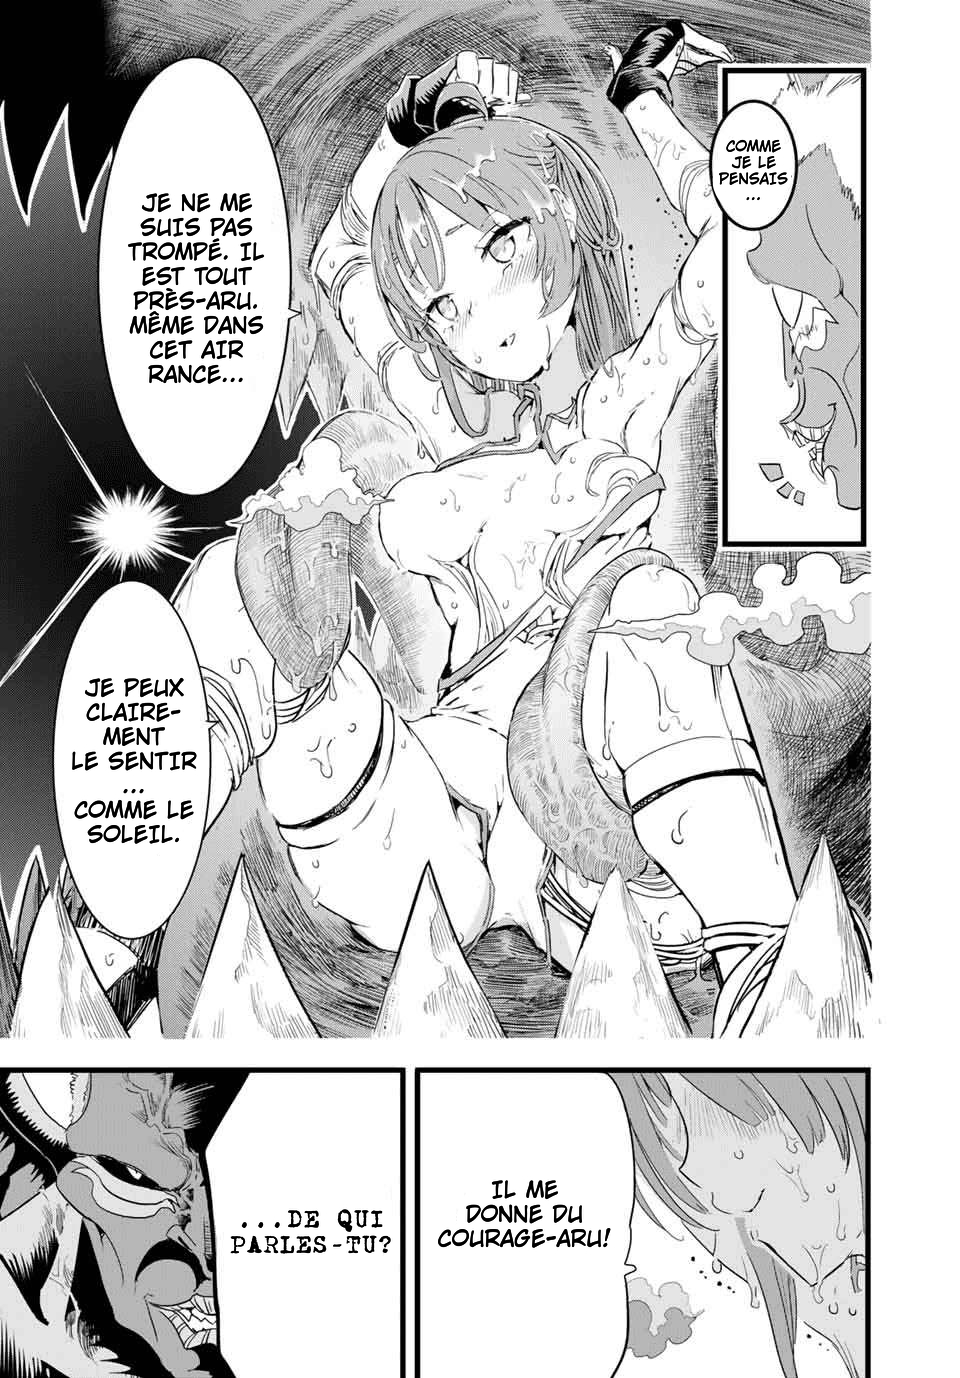 COMME
JE LE
PENSAIS
...
JE NE ME
SUIS PAS
TROMPÉ. IL
EST TOUT
PRÈS-ARU.
MÊME DANS
CET AIR
RANCE...
JE PEUX
CLAIRE-
MENT
LE SENTIR
...
COMME LE
SOLEIL.
IL ME
DONNE DU
COURAGE-ARU!
...DE QUI
PARLES-TU?